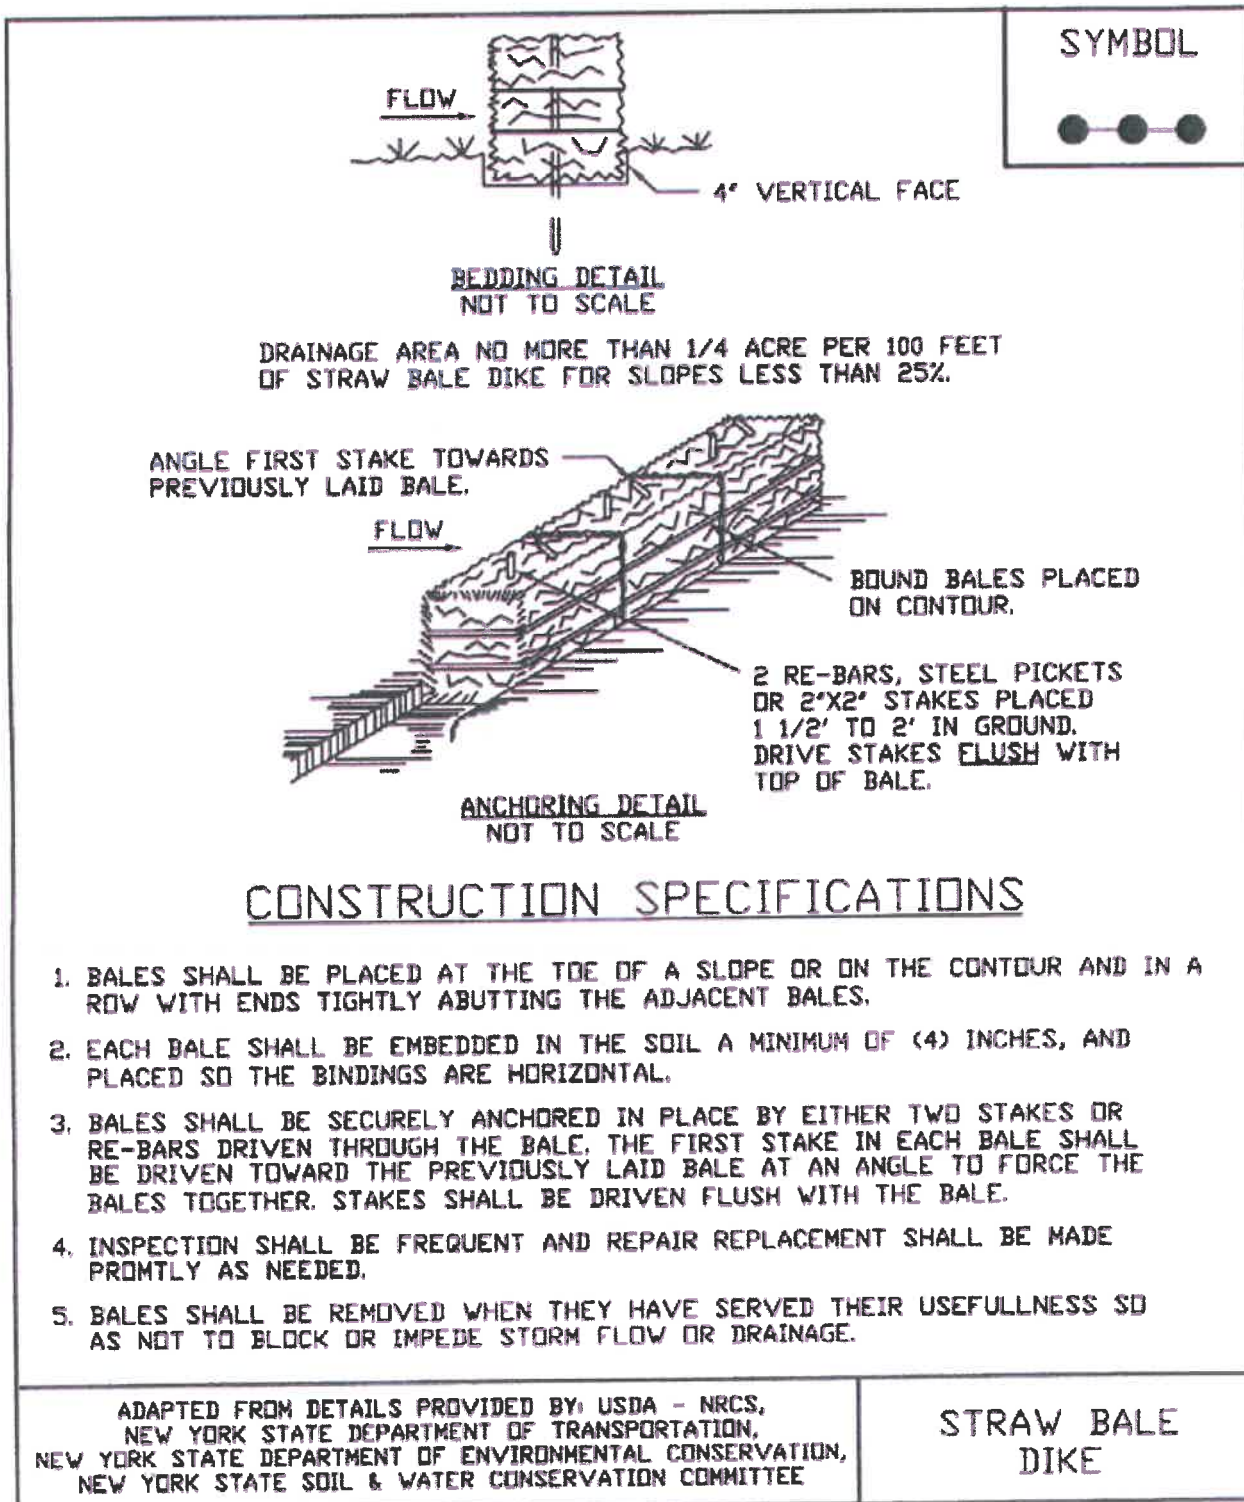 SYMBOL
FLOW
4" VERTICAL FACE
BEDDING DETAIL
NOT TO SCALE
DRAINAGE AREA NO MORE THAN 1/4 ACRE PER 100 FEET
OF STRAW BALE DIKE FOR SLOPES LESS THAN 25%.
ANGLE FIRST STAKE TOWARDS
PREVIOUSLY LAID BALE.
FLOW
BOUND BALES PLACED
ON CONTOUR.
2 RE-BARS, STEEL PICKETS
OR 2"X2" STAKES PLACED
1 1/2' TO 2' IN GROUND.
DRIVE STAKES FLUSH WITH
TOP OF BALE.
ANCHORING DETAIL
NOT TO SCALE
CONSTRUCTION SPECIFICATIONS
1. BALES SHALL BE PLACED AT THE TOE OF A SLOPE OR ON THE CONTOUR AND IN A
ROW WITH ENDS TIGHTLY ABUTTING THE ADJACENT BALES.
2. EACH BALE SHALL BE EMBEDDED IN THE SOIL A MINIMUM OF (4) INCHES, AND
PLACED SO THE BINDINGS ARE HORIZONTAL.
3. BALES SHALL BE SECURELY ANCHORED IN PLACE BY EITHER TWO STAKES OR
RE-BARS DRIVEN THROUGH THE BALE. THE FIRST STAKE IN EACH BALE SHALL
BE DRIVEN TOWARD THE PREVIOUSLY LAID BALE AT AN ANGLE TO FORCE THE
BALES TOGETHER. STAKES SHALL BE DRIVEN FLUSH WITH THE BALE.
4. INSPECTION SHALL BE FREQUENT AND REPAIR REPLACEMENT SHALL BE MADE
PROMTLY AS NEEDED.
5. BALES SHALL BE REMOVED WHEN THEY HAVE SERVED THEIR USEFULLNESS SO
AS NOT TO BLOCK OR IMPEDE STORM FLOW OR DRAINAGE.
ADAPTED FROM DETAILS PROVIDED BY: USDA - NRCS,
NEW YORK STATE DEPARTMENT OF TRANSPORTATION,
NEW YORK STATE DEPARTMENT OF ENVIRONMENTAL CONSERVATION,
NEW YORK STATE SOIL & WATER CONSERVATION COMMITTEE
STRAW BALE
DIKE